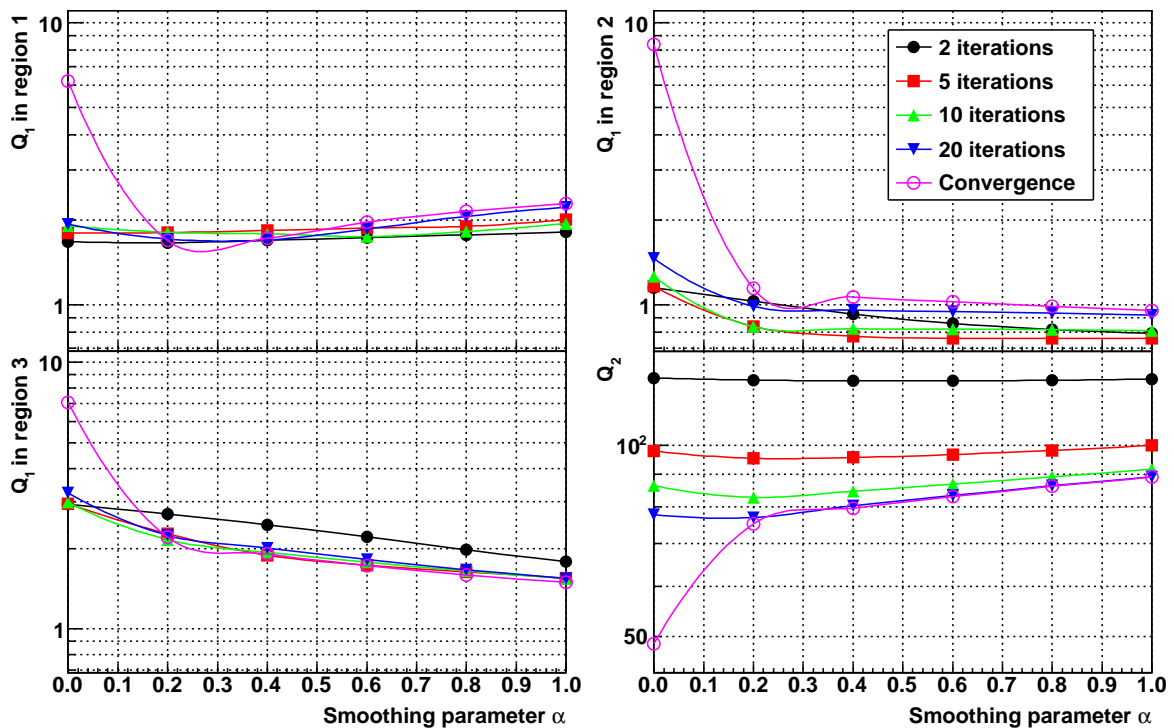 10
1
Q1 in region 1
10
1
Q1 in region 2
2 iterations
5 iterations
10 iterations
20 iterations
Convergence
10
1
Q1 in region 3
0.0 0.1 0.2 0.3 0.4 0.5 0.6 0.7 0.8 0.9 1.0
Smoothing parameter α
Q2
10²
50
0.0 0.1 0.2 0.3 0.4 0.5 0.6 0.7 0.8 0.9 1.0
Smoothing parameter α